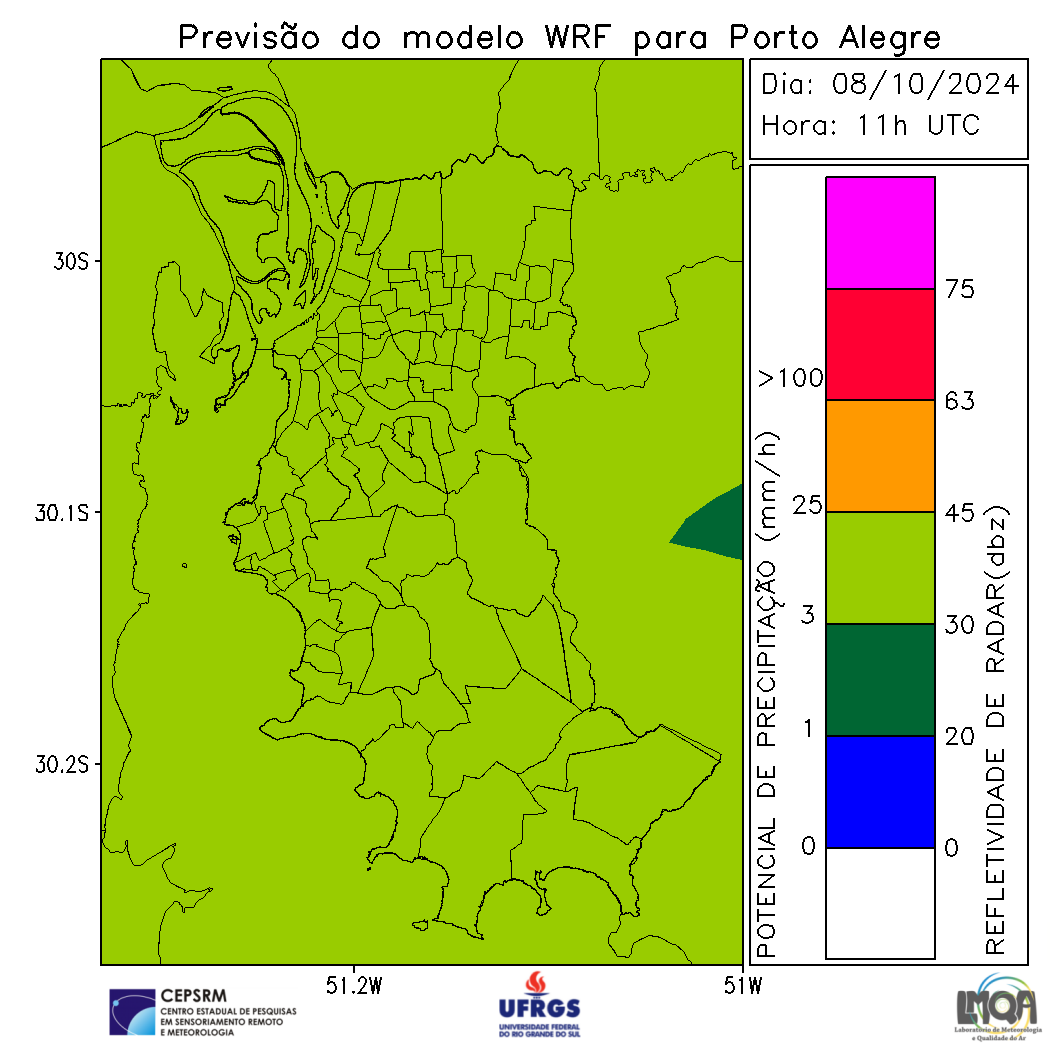 Previsão do modelo WRF para Porto Alegre
Dia: 08/10/2024
Hora: 11h UTC
30S
30.1S
30.2S
51.2W
51W
POTENCIAL DE PRECIPITAÇÃO (mm/h)
>100
25
3
1
0
75
63
45
30
20
0
REFLETIVIDADE DE RADAR(dbz)
CEPSRM
CENTRO ESTADUAL DE PESQUISAS
EM SENSORIAMENTO REMOTO
E METEOROLOGIA
UFRGS
UNIVERSIDADE FEDERAL
DO RIO GRANDE DO SUL
LMQA
Laboratório de Meteorologia
e Qualidade do Ar